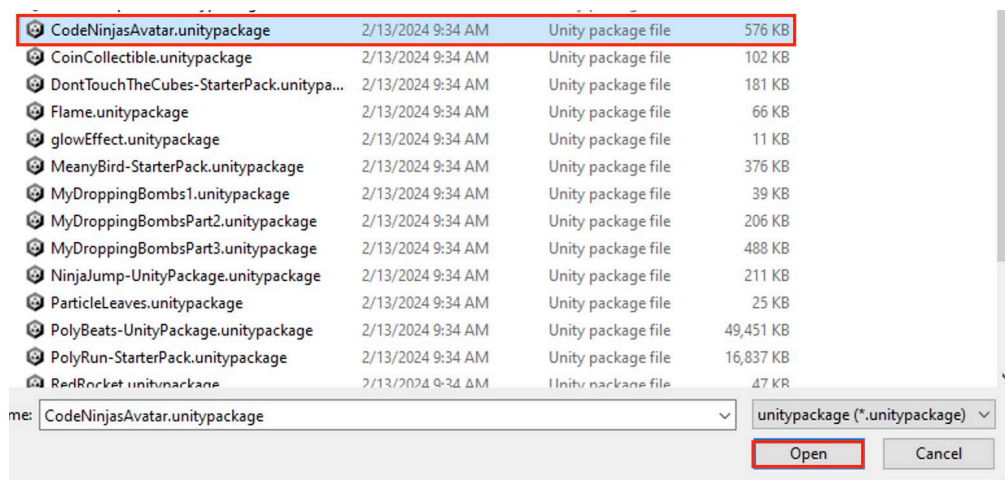 CodeNinjasAvatar.unitypackage 2/13/2024 9:34 AM Unity package file 576 KB
CoinCollectible.unitypackage 2/13/2024 9:34 AM Unity package file 102 KB
DontTouchTheCubes-StarterPack.unitypa... 2/13/2024 9:34 AM Unity package file 181 KB
Flame.unitypackage 2/13/2024 9:34 AM Unity package file 66 KB
glowEffect.unitypackage 2/13/2024 9:34 AM Unity package file 11 KB
MeanyBird-StarterPack.unitypackage 2/13/2024 9:34 AM Unity package file 376 KB
MyDroppingBombs1.unitypackage 2/13/2024 9:34 AM Unity package file 39 KB
MyDroppingBombsPart2.unitypackage 2/13/2024 9:34 AM Unity package file 206 KB
MyDroppingBombsPart3.unitypackage 2/13/2024 9:34 AM Unity package file 488 KB
NinjaJump-UnityPackage.unitypackage 2/13/2024 9:34 AM Unity package file 211 KB
ParticleLeaves.unitypackage 2/13/2024 9:34 AM Unity package file 25 KB
PolyBeats-UnityPackage.unitypackage 2/13/2024 9:34 AM Unity package file 49,451 KB
PolyRun-StarterPack.unitypackage 2/13/2024 9:34 AM Unity package file 16,837 KB
RedRocket.unitypackage 2/13/2024 9:34 AM Unity package file 47 KB
me: CodeNinjasAvatar.unitypackage unitypackage (*.unitypackage)
Open Cancel